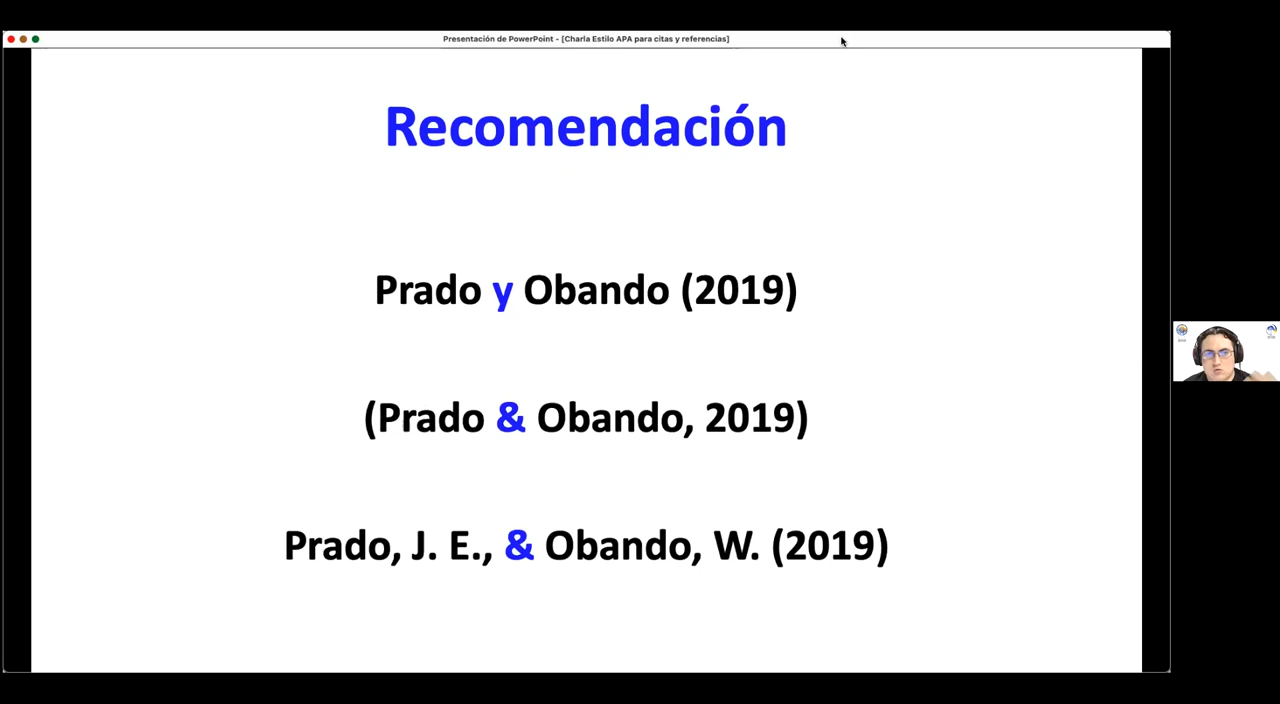 Presentación de PowerPoint - [Charla Estilo APA para citas y referencias]
Recomendación
Prado y Obando (2019)
(Prado & Obando, 2019)
Prado, J. E., & Obando, W. (2019)